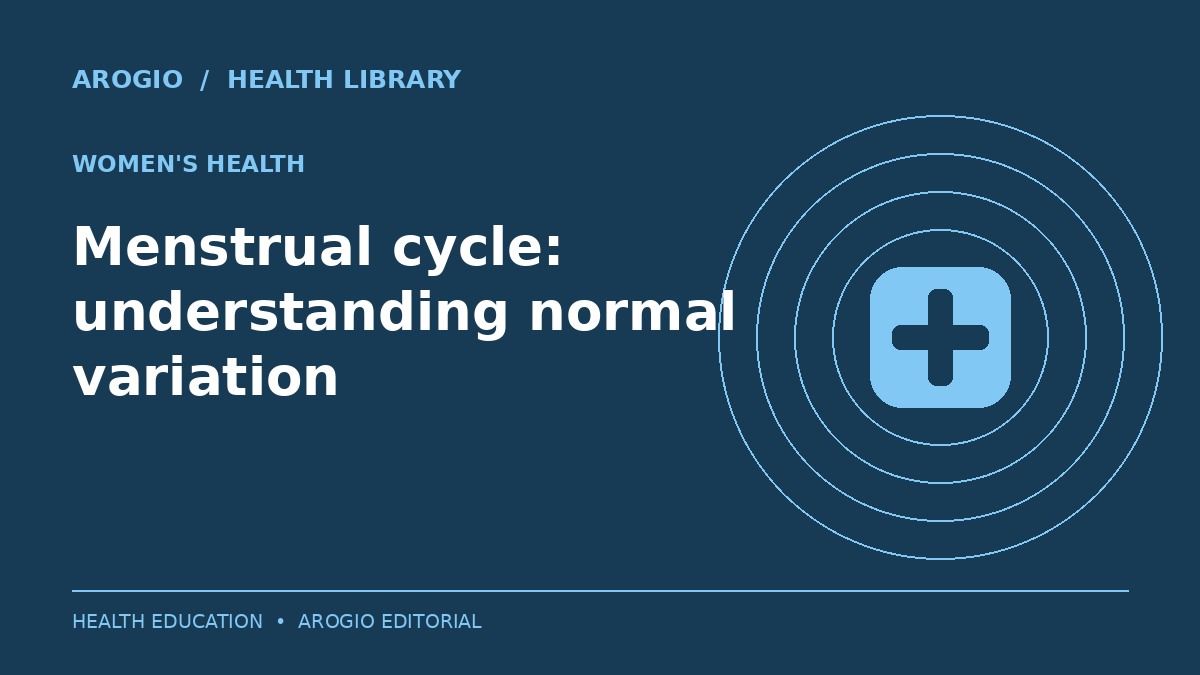 AROGIO / HEALTH LIBRARY
WOMEN'S HEALTH
Menstrual cycle:
understanding normal
variation
HEALTH EDUCATION • AROGIO EDITORIAL